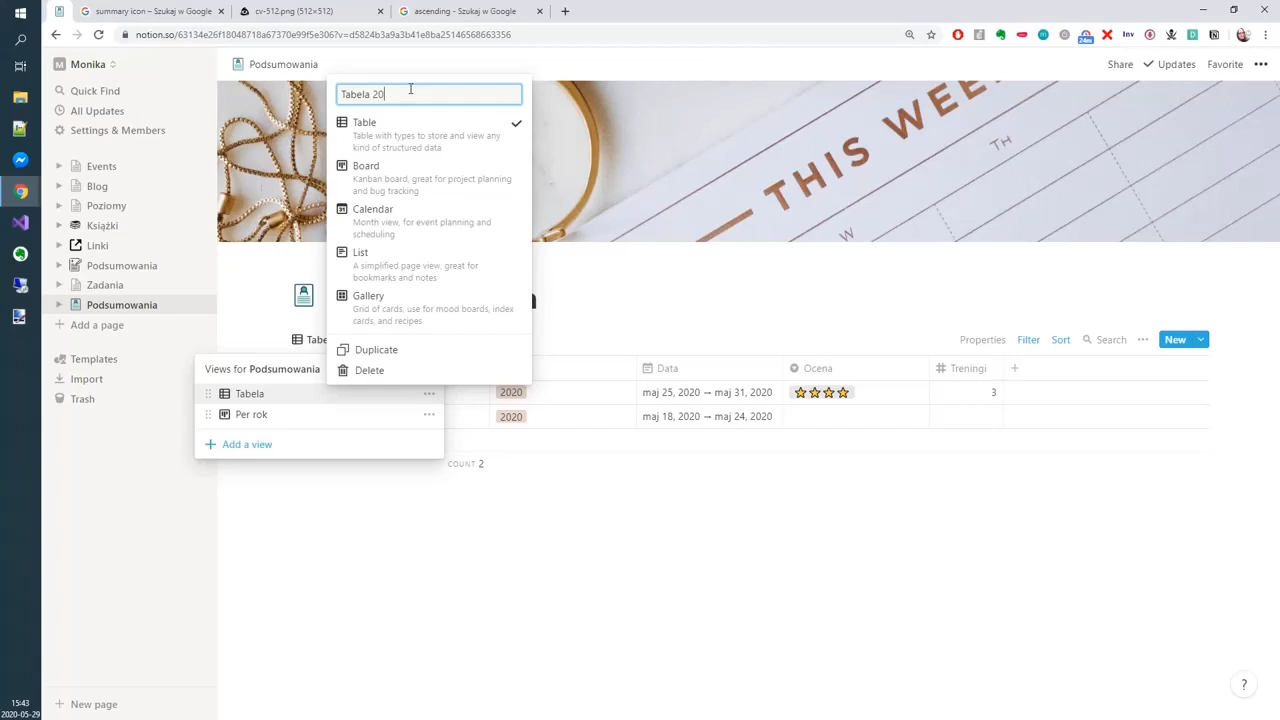 summary icon – Szukaj w Google
cv-512.png (512×512)
ascending - Szukaj w Google
notion.so/63134e26f18048718a67370e99f5e306?v=d5824b3a9a3b41e8ba25146568663356
24m
Inv
Monika
Podsumowania
Share
Updates
Favorite
Quick Find
All Updates
Settings & Members
Events
Blog
Poziomy
Książki
Linki
Podsumowania
Zadania
Podsumowania
Add a page
Templates
Import
Trash
New page
THIS WEE
TH
W
Tabela 20
Table
Table with types to store and view any
kind of structured data
Board
Kanban board, great for project planning
and bug tracking
Calendar
Month view, for event planning and
scheduling
List
A simplified page view, great for
bookmarks and notes
Gallery
Grid of cards, use for mood boards, index
cards, and recipes
Duplicate
Delete
Tabe
Properties
Filter
Sort
Search
New
Views for Podsumowania
Tabela
Per rok
Add a view
Data
Ocena
Treningi
2020
maj 25, 2020 → maj 31, 2020
3
2020
maj 18, 2020 → maj 24, 2020
COUNT 2
?
15:43
2020-05-29